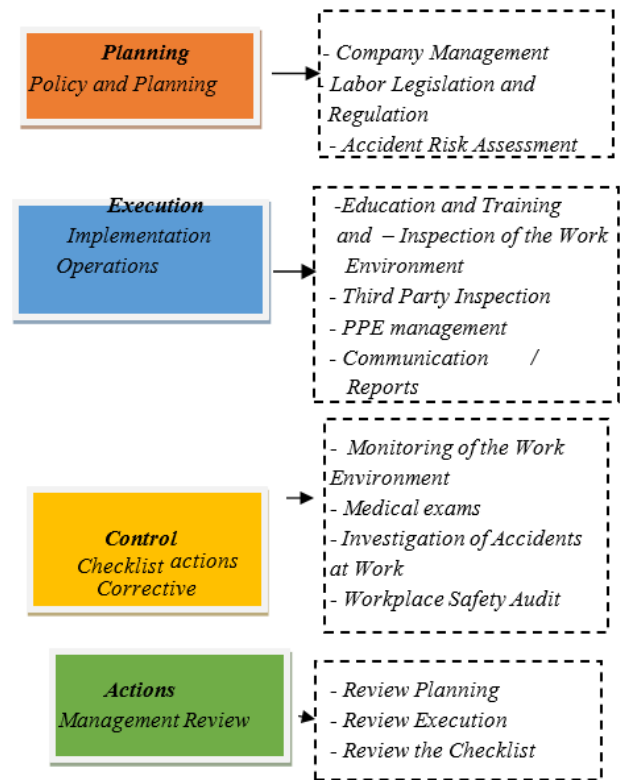 Planning
Policy and Planning
- Company Management
- Labor Legislation and
Regulation
- Accident Risk Assessment
Execution
Implementation
Operations
-Education and Training
and – Inspection of the Work
Environment
- Third Party Inspection
- PPE management
- Communication /
Reports
Control
Checklist actions
Corrective
- Monitoring of the Work
Environment
- Medical exams
- Investigation of Accidents
at Work
- Workplace Safety Audit
Actions
Management Review
- Review Planning
- Review Execution
- Review the Checklist